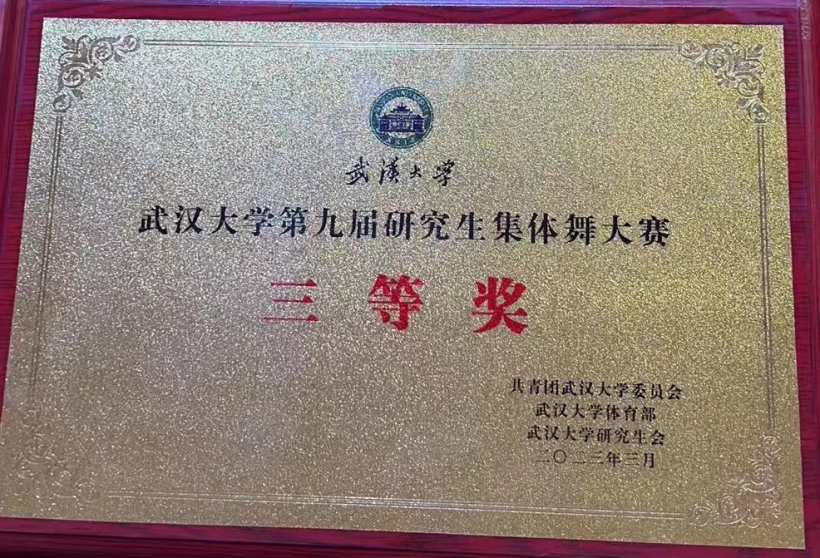 武汉大学
武汉大学第九届研究生集体舞大赛
三等奖
共青团武汉大学委员会
武汉大学体育部
武汉大学研究生会
二〇二三年三月